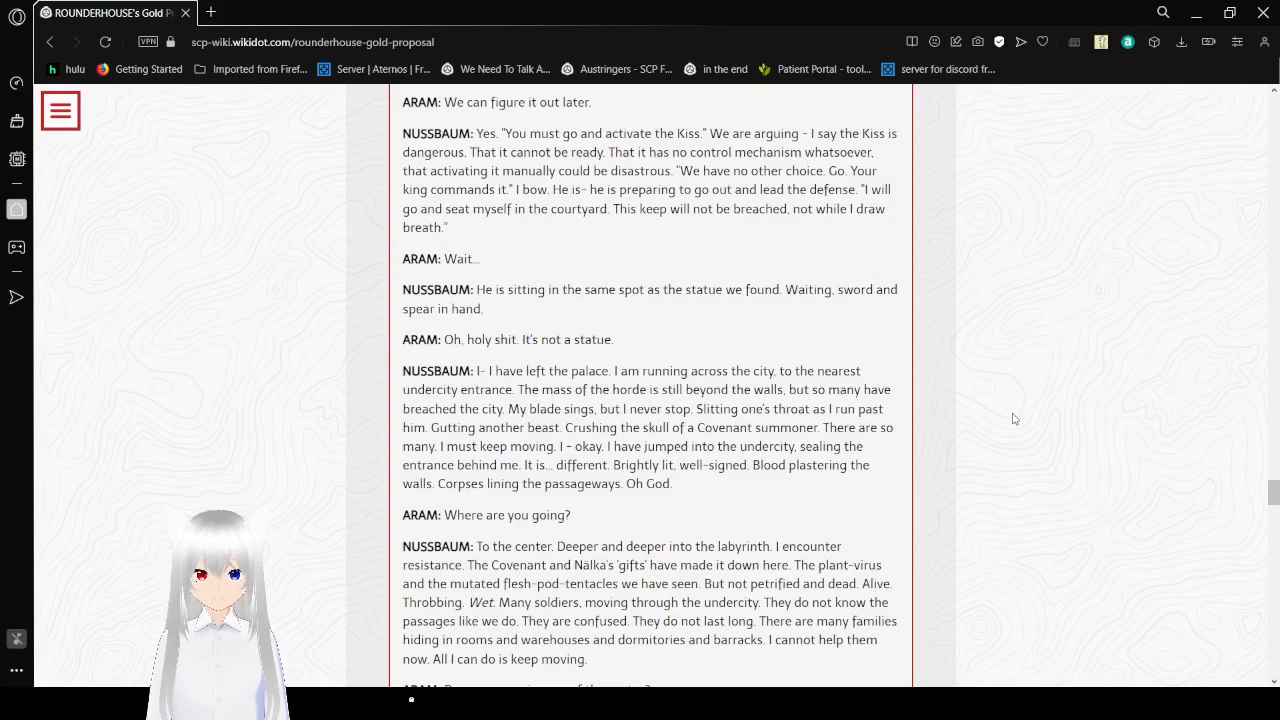 ROUNDERHOUSE's Gold P
scp-wiki.wikidot.com/rounderhouse-gold-proposal
VPN
hulu
Getting Started
Imported from Firef...
Server | Aternos | Fr...
We Need To Talk A...
Austringers - SCP F...
in the end
Patient Portal - tool...
server for discord fr...
ARAM: We can figure it out later.
NUSSBAUM: Yes. "You must go and activate the Kiss." We are arguing - I say the Kiss is
dangerous. That it cannot be ready. That it has no control mechanism whatsoever,
that activating it manually could be disastrous. "We have no other choice. Go. Your
king commands it." I bow. He is- he is preparing to go out and lead the defense. "I will
go and seat myself in the courtyard. This keep will not be breached, not while I draw
breath."
ARAM: Wait...
NUSSBAUM: He is sitting in the same spot as the statue we found. Waiting, sword and
spear in hand.
ARAM: Oh, holy shit. It's not a statue.
NUSSBAUM: I- I have left the palace. I am running across the city, to the nearest
undercity entrance. The mass of the horde is still beyond the walls, but so many have
breached the city. My blade sings, but I never stop. Slitting one's throat as I run past
him. Gutting another beast. Crushing the skull of a Covenant summoner. There are so
many. I must keep moving. I - okay. I have jumped into the undercity, sealing the
entrance behind me. It is... different. Brightly lit, well-signed. Blood plastering the
walls. Corpses lining the passageways. Oh God.
ARAM: Where are you going?
NUSSBAUM: To the center. Deeper and deeper into the labyrinth. I encounter
resistance. The Covenant and Nälka's 'gifts' have made it down here. The plant-virus
and the mutated flesh-pod-tentacles we have seen. But not petrified and dead. Alive.
Throbbing. Wet. Many soldiers, moving through the undercity. They do not know the
passages like we do. They are confused. They do not last long. There are many families
hiding in rooms and warehouses and dormitories and barracks. I cannot help them
now. All I can do is keep moving.